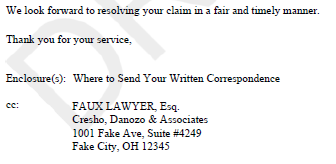 We look forward to resolving your claim in a fair and timely manner.
Thank you for your service,
Enclosure(s): Where to Send Your Written Correspondence
cc: FAUX LAWYER, Esq.
Cresho, Danozo & Associates
1001 Fake Ave, Suite #4249
Fake City, OH 12345